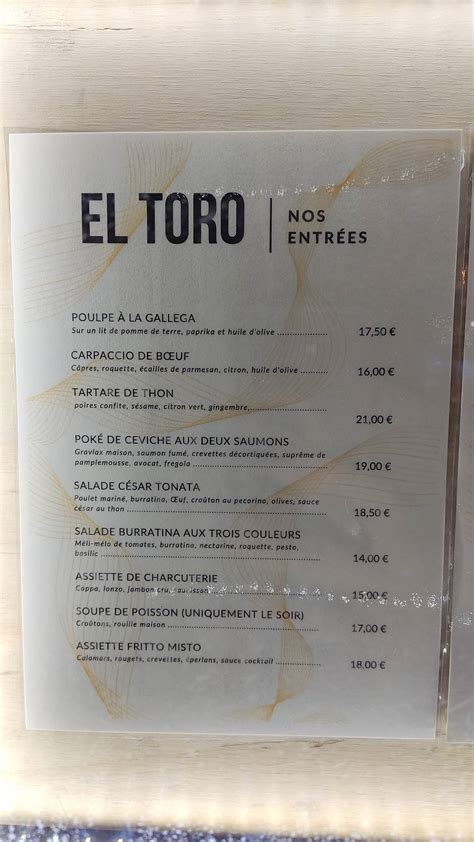 EL TORO
NOS
ENTRÉES
POULPE À LA GALLEGA
Sur un lit de pomme de terre, paprika et huile d'olive .................. 17,50 €
CARPACCIO DE BŒUF
Câpres, roquette, écailles de parmesan, citron, huile d'olive ........... 16,00 €
TARTARE DE THON
poires confite, sésame, citron vert, gingembre,........................
21,00 €
POKÉ DE CEVICHE AUX DEUX SAUMONS
Gravlax maison, saumon fumé, crevettes décortiquées, suprême de
pamplemousse, avocat, fregola .......................................... 19,00 €
SALADE CÉSAR TONATA
Poulet mariné, burratina, Œuf, croûton au pecorino, olives, sauce
césar au thon .......................................................... 18,50 €
SALADE BURRATINA AUX TROIS COULEURS
Méli-mélo de tomates, burratina, nectarine, roquette, pesto,
basilic ................................................................ 14,00 €
ASSIETTE DE CHARCUTERIE
Coppa, lonzo, jambon cru, saucisson..................................... 15,00 €
SOUPE DE POISSON (UNIQUEMENT LE SOIR)
Croûtons, rouille maison ............................................... 17,00 €
ASSIETTE FRITTO MISTO
Calamars, rougets, crevettes, éperlans, sauce cocktail ................. 18,00 €